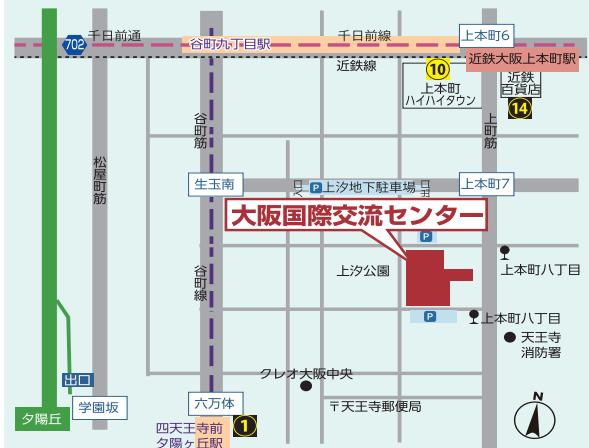 702
千日前通
谷町九丁目駅
千日前線
上本町6
近鉄線
近鉄大阪上本町駅
10
上本町
ハイハイタウン
近鉄
百貨店
14
谷町筋
上町筋
松屋町筋
生玉南
P 上汐地下駐車場
上本町7
大阪国際交流センター
P
谷町線
上汐公園
上本町八丁目
P
上本町八丁目
天王寺
消防署
クレオ大阪中央
出口
学園坂
六万体
〒天王寺郵便局
夕陽丘
四天王寺前
夕陽ヶ丘駅
1
N